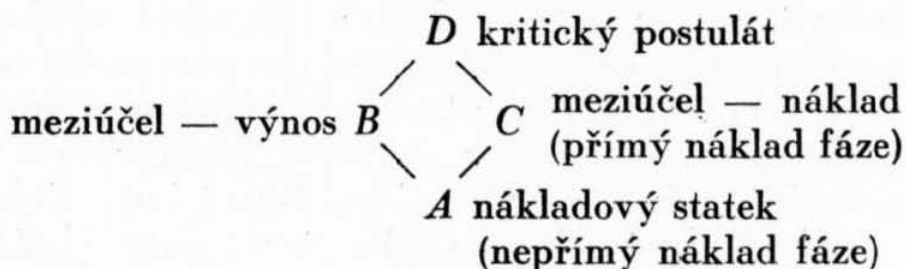 D kritický postulát
meziúčel — výnos B C meziúčel — náklad
(přímý náklad fáze)
A nákladový statek
(nepřímý náklad fáze)